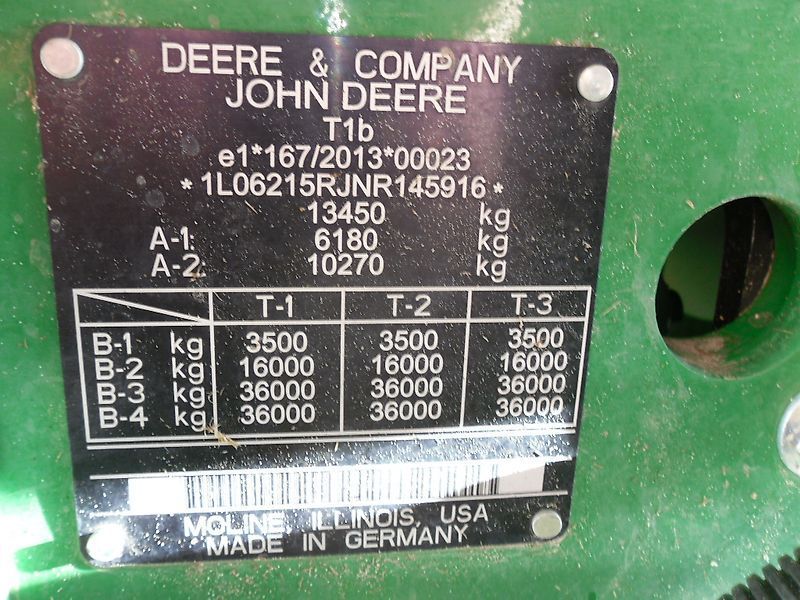 DEERE & COMPANY
JOHN DEERE
T1b
e1*167/2013*00023
*1L06215RJNR145916*
13450 kg
A-1: 6180 kg
A-2: 10270 kg
T-1 T-2 T-3
B-1 kg 3500 3500 3500
B-2 kg 16000 16000 16000
B-3 kg 36000 36000 36000
B-4 kg 36000 36000 36000
MOLINE, ILLINOIS, USA
MADE IN GERMANY